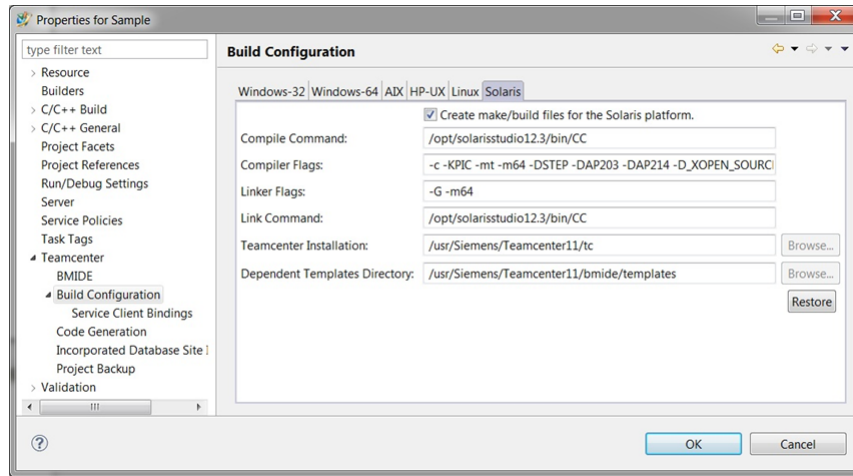 Properties for Sample
type filter text
Resource
Builders
C/C++ Build
C/C++ General
Project Facets
Project References
Run/Debug Settings
Server
Service Policies
Task Tags
Teamcenter
BMIDE
Build Configuration
Service Client Bindings
Code Generation
Incorporated Database Site
Project Backup
Validation
Build Configuration
Windows-32 Windows-64 AIX HP-UX Linux Solaris
Create make/build files for the Solaris platform.
Compile Command: /opt/solarisstudio12.3/bin/CC
Compiler Flags: -c -KPIC -mt -m64 -DSTEP -DAP203 -DAP214 -D_XOPEN_SOURC
Linker Flags: -G -m64
Link Command: /opt/solarisstudio12.3/bin/CC
Teamcenter Installation: /usr/Siemens/Teamcenter11/tc Browse...
Dependent Templates Directory: /usr/Siemens/Teamcenter11/bmide/templates Browse...
Restore
OK Cancel